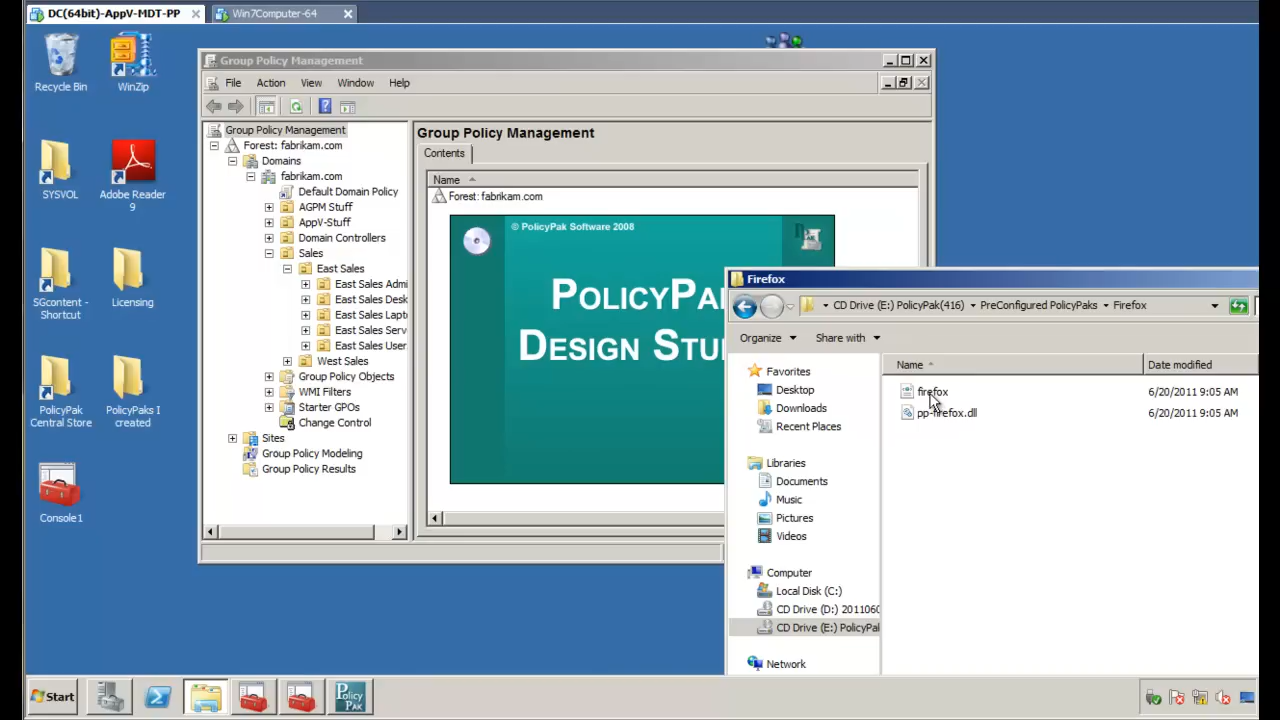 DC(64bit)-AppV-MDT-PP
Win7Computer-64
Recycle Bin
WinZip
SYSVOL
Adobe Reader
9
SGcontent -
Shortcut
Licensing
PolicyPak
Central Store
PolicyPaks I
created
Console1
Group Policy Management
File Action View Window Help
Group Policy Management
Forest: fabrikam.com
Domains
fabrikam.com
Default Domain Policy
AGPM Stuff
AppV-Stuff
Domain Controllers
Sales
East Sales
East Sales Admi
East Sales Desk
East Sales Lapt
East Sales Serv
East Sales User
West Sales
Group Policy Objects
WMI Filters
Starter GPOs
Change Control
Sites
Group Policy Modeling
Group Policy Results
Group Policy Management
Contents
Name
Forest: fabrikam.com
© PolicyPak Software 2008
POLICYPA
DESIGN STU
Firefox
CD Drive (E:) PolicyPak(416) PreConfigured PolicyPaks Firefox
Organize Share with
Favorites
Desktop
Downloads
Recent Places
Libraries
Documents
Music
Pictures
Videos
Computer
Local Disk (C:)
CD Drive (D:) 201106
CD Drive (E:) PolicyPak
Network
Name Date modified
firefox 6/20/2011 9:05 AM
pp-firefox.dll 6/20/2011 9:05 AM
Start
Policy
Pak